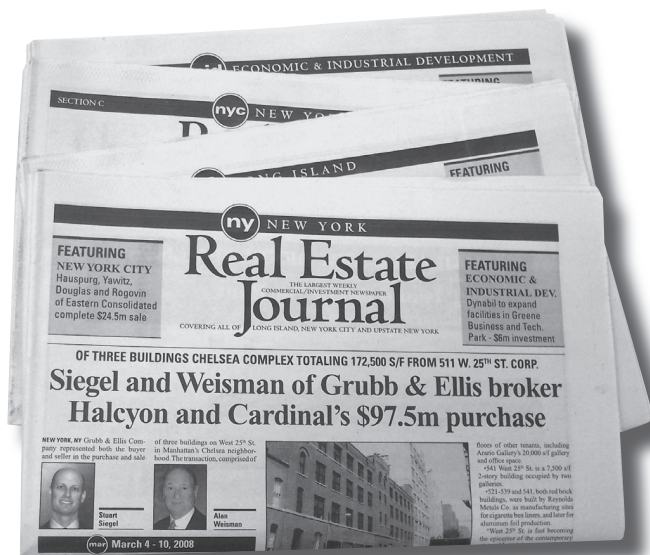 ECONOMIC & INDUSTRIAL DEVELOPMENT
SECTION C
nyc NEW
ISLAND
FEATURING
ny NEW YORK
FEATURING
NEW YORK CITY
Hauspurg, Yawitz,
Douglas and Rogovin
of Eastern Consolidated
complete $24.5m sale
Real Estate
THE LARGEST WEEKLY
COMMERCIAL/INVESTMENT NEWSPAPER
Journal
COVERING ALL OF LONG ISLAND, NEW YORK CITY AND UPSTATE NEW YORK
FEATURING
ECONOMIC &
INDUSTRIAL DEV.
Dynabil to expand
facilities in Greene
Business and Tech.
Park - $6m investment
OF THREE BUILDINGS CHELSEA COMPLEX TOTALING 172,500 S/F FROM 511 W. 25TH ST. CORP.
Siegel and Weisman of Grubb & Ellis broker
Halcyon and Cardinal's $97.5m purchase
NEW YORK, NY Grubb & Ellis Com-
pany represented both the buyer
and seller in the purchase and sale
of three buildings on West 25th St.
in Manhattan's Chelsea neighbor-
hood. The transaction, comprised of
Stuart
Siegel
Alan
Weisman
floors of other tenants, including
Arario Gallery's 20,000 s/f gallery
and office space.
•541 West 25th St. is a 7,500 s/f
2-story building occupied by two
galleries.
•521-539 and 543, both red brick
buildings, were built by Reynolds
Metals Co. as manufacturing sites
for cigarette box liners, and later for
aluminum foil production.
"West 25th St. is fast becoming
the epicenter of the contemporary
mar March 4 - 10, 2008